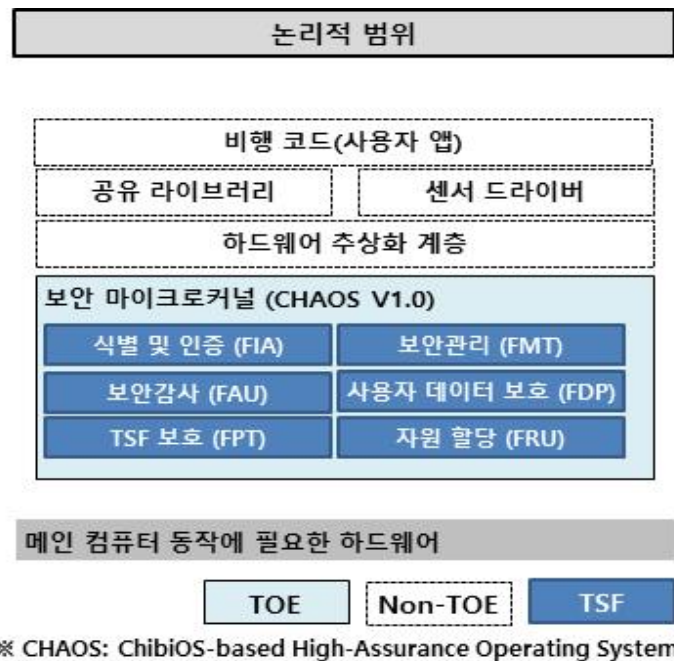 논리적 범위
비행 코드(사용자 앱)
공유 라이브러리 센서 드라이버
하드웨어 추상화 계층
보안 마이크로커널 (CHAOS V1.0)
식별 및 인증 (FIA) 보안관리 (FMT)
보안감사 (FAU) 사용자 데이터 보호 (FDP)
TSF 보호 (FPT) 자원 할당 (FRU)
메인 컴퓨터 동작에 필요한 하드웨어
TOE Non-TOE TSF
※ CHAOS: ChibiOS-based High-Assurance Operating System